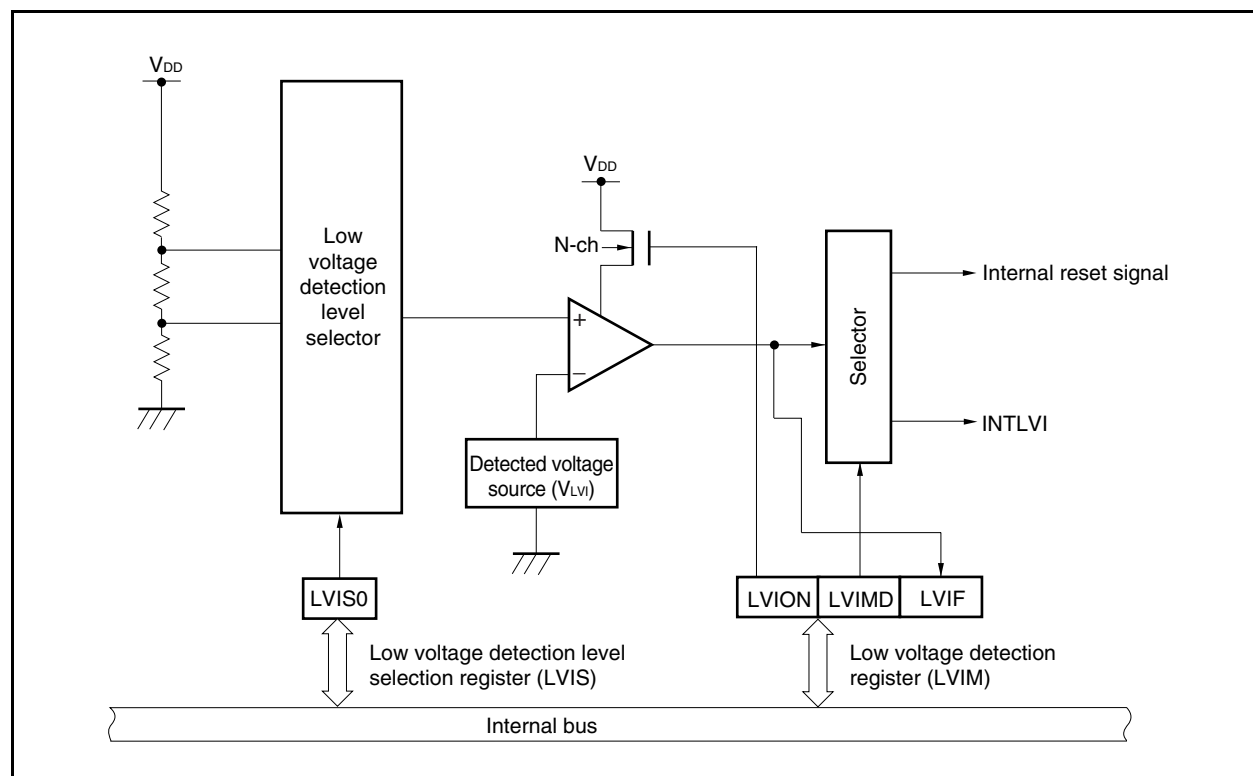 VDD
Low
voltage
detection
level
selector
VDD
N-ch
+
−
Detected voltage
source (VLVI)
Selector
Internal reset signal
INTLVI
LVIS0
LVION
LVIMD
LVIF
Low voltage detection level
selection register (LVIS)
Low voltage detection
register (LVIM)
Internal bus